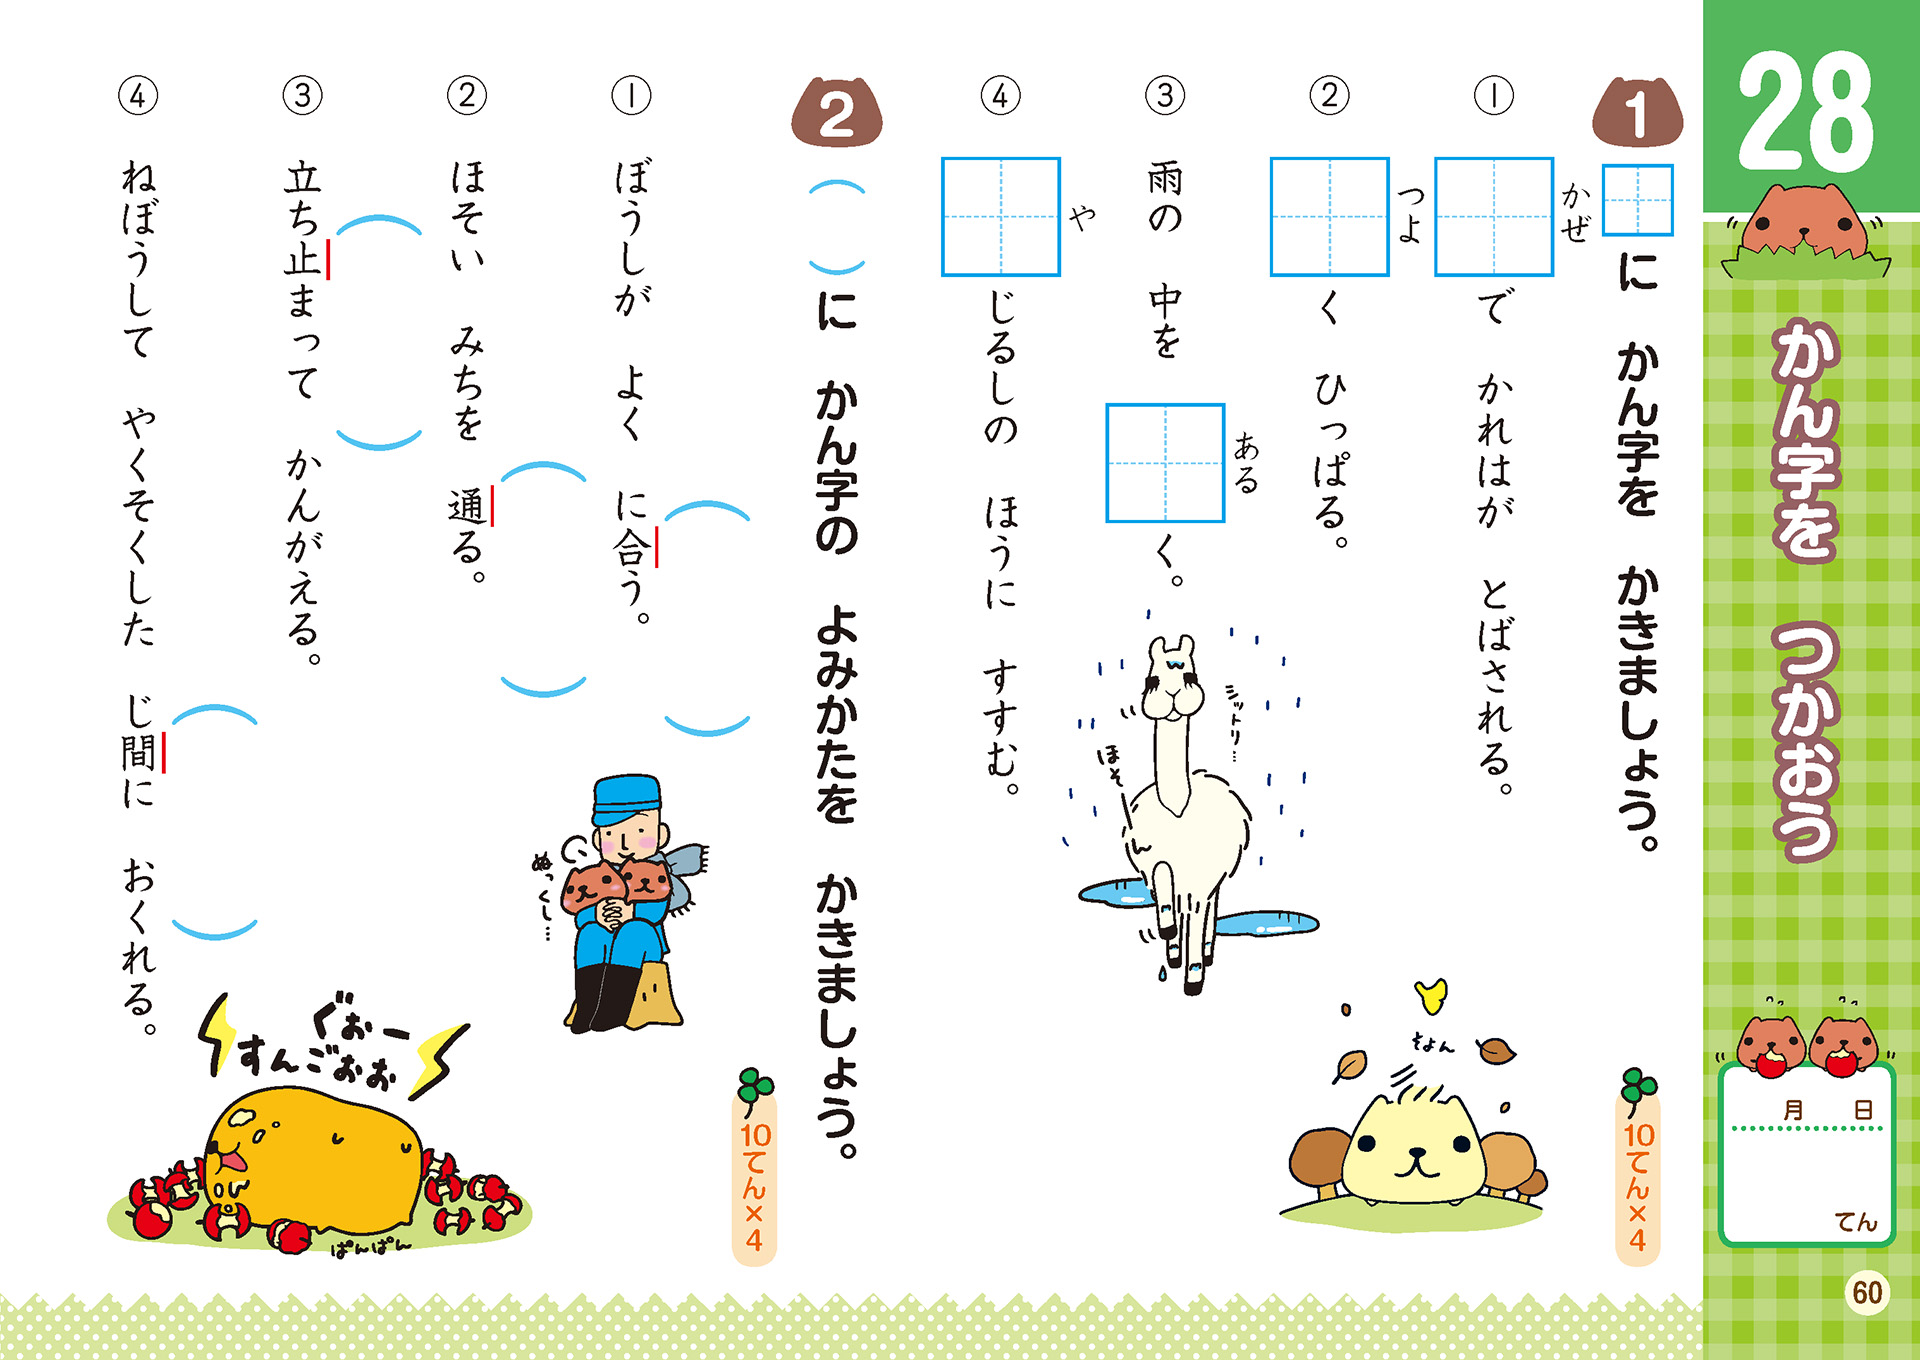 28
かん字を つかおう
月 日
てん
60
1
に かん字を かきましょう。
10てん×4
①
かぜ
で かれはが とばされる。
②
つよ
く ひっぱる。
③
雨の 中を
ある
く。
④
や
じるしの ほうに すすむ。
シットリ…
ほそ
そよん
2
( )に かん字の よみかたを かきましょう。
10てん×4
①
ぼうしが よく に合う。
②
ほそい みちを 通る。
③
立ち止まって かんがえる。
④
ねぼうして やくそくした じ間に おくれる。
ぬっくし…
ぐぉー
すんごぉぉ
ぱんぱん